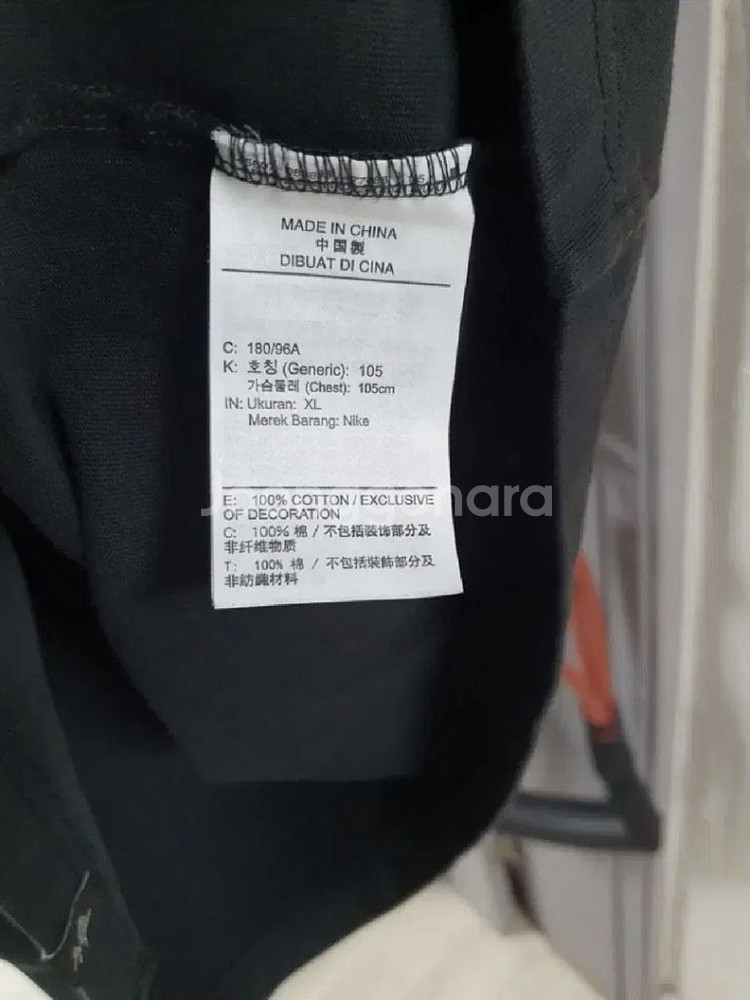 MADE IN CHINA
中国製
DIBUAT DI CINA
C: 180/96A
K: 호칭 (Generic): 105
가슴둘레 (Chest): 105cm
IN: Ukuran: XL
Merek Barang: Nike
E: 100% COTTON / EXCLUSIVE
OF DECORATION
C: 100% 棉 / 不包括装饰部分及
非纤维物质
T: 100% 棉 / 不包括裝飾部分及
非紡織材料
Joonggonara